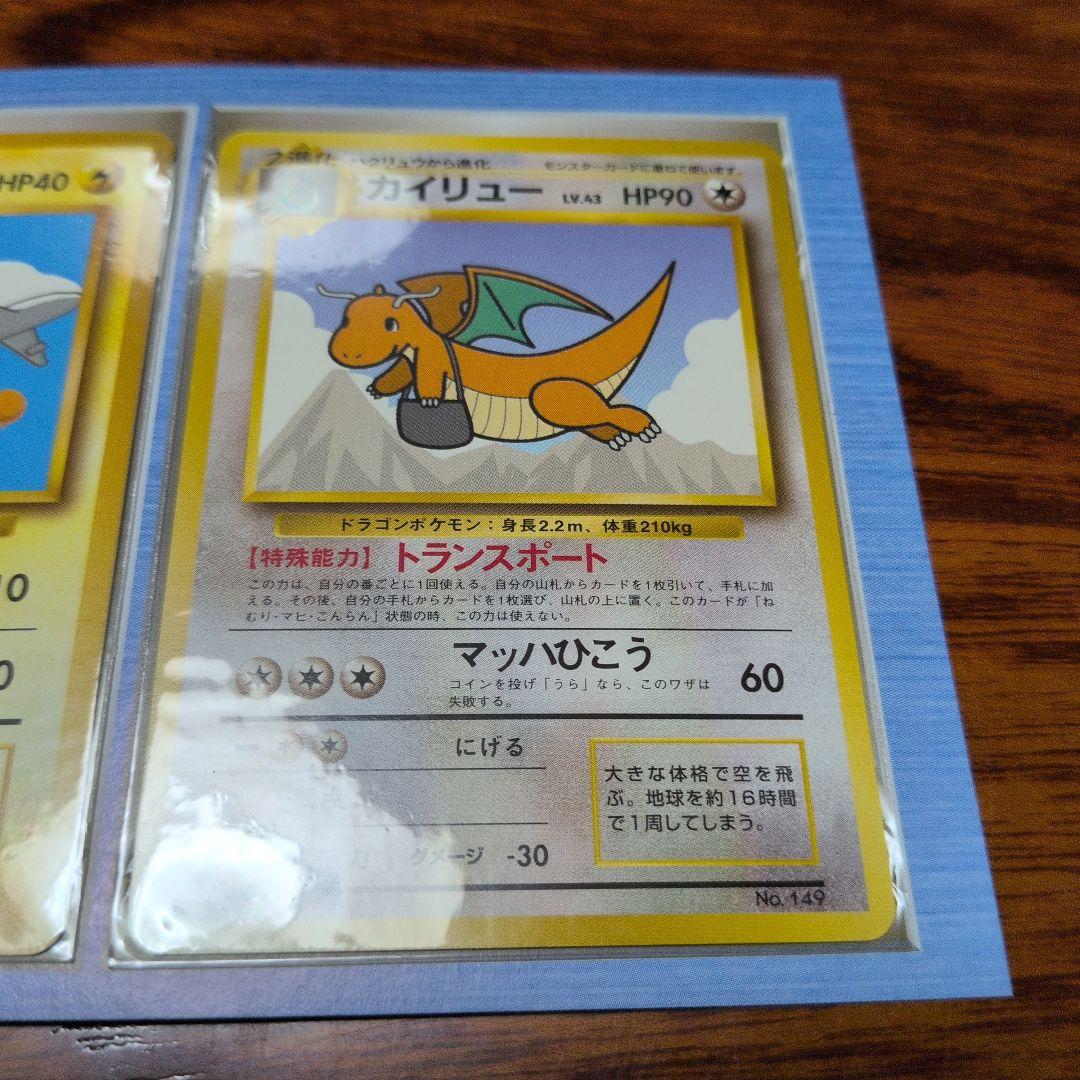 HP40
10
0
2進化 ハクリュウから進化 モンスターカードに重ねて使います。
カイリュー LV.43 HP90
ドラゴンポケモン：身長2.2m、体重210kg
【特殊能力】トランスポート
この力は、自分の番ごとに1回使える。自分の山札からカードを1枚引いて、手札に加
える。その後、自分の手札からカードを1枚選び、山札の上に置く。このカードが「ね
むり・マヒ・こんらん」状態の時、この力は使えない。
マッハひこう 60
コインを投げ「うら」なら、このワザは
失敗する。
にげる
ダメージ -30
大きな体格で空を飛
ぶ。地球を約16時間
で1周してしまう。
No. 149